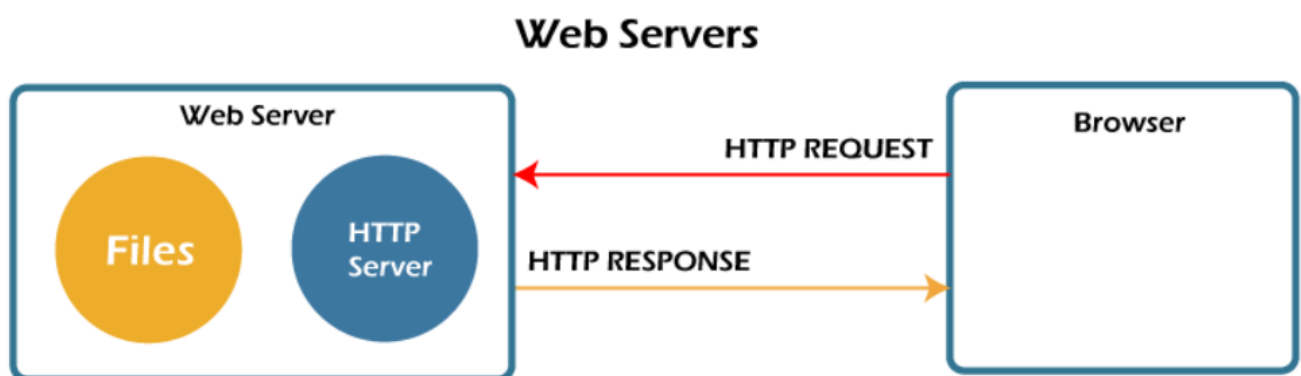 Web Servers
Web Server
Files
HTTP
Server
HTTP REQUEST
HTTP RESPONSE
Browser